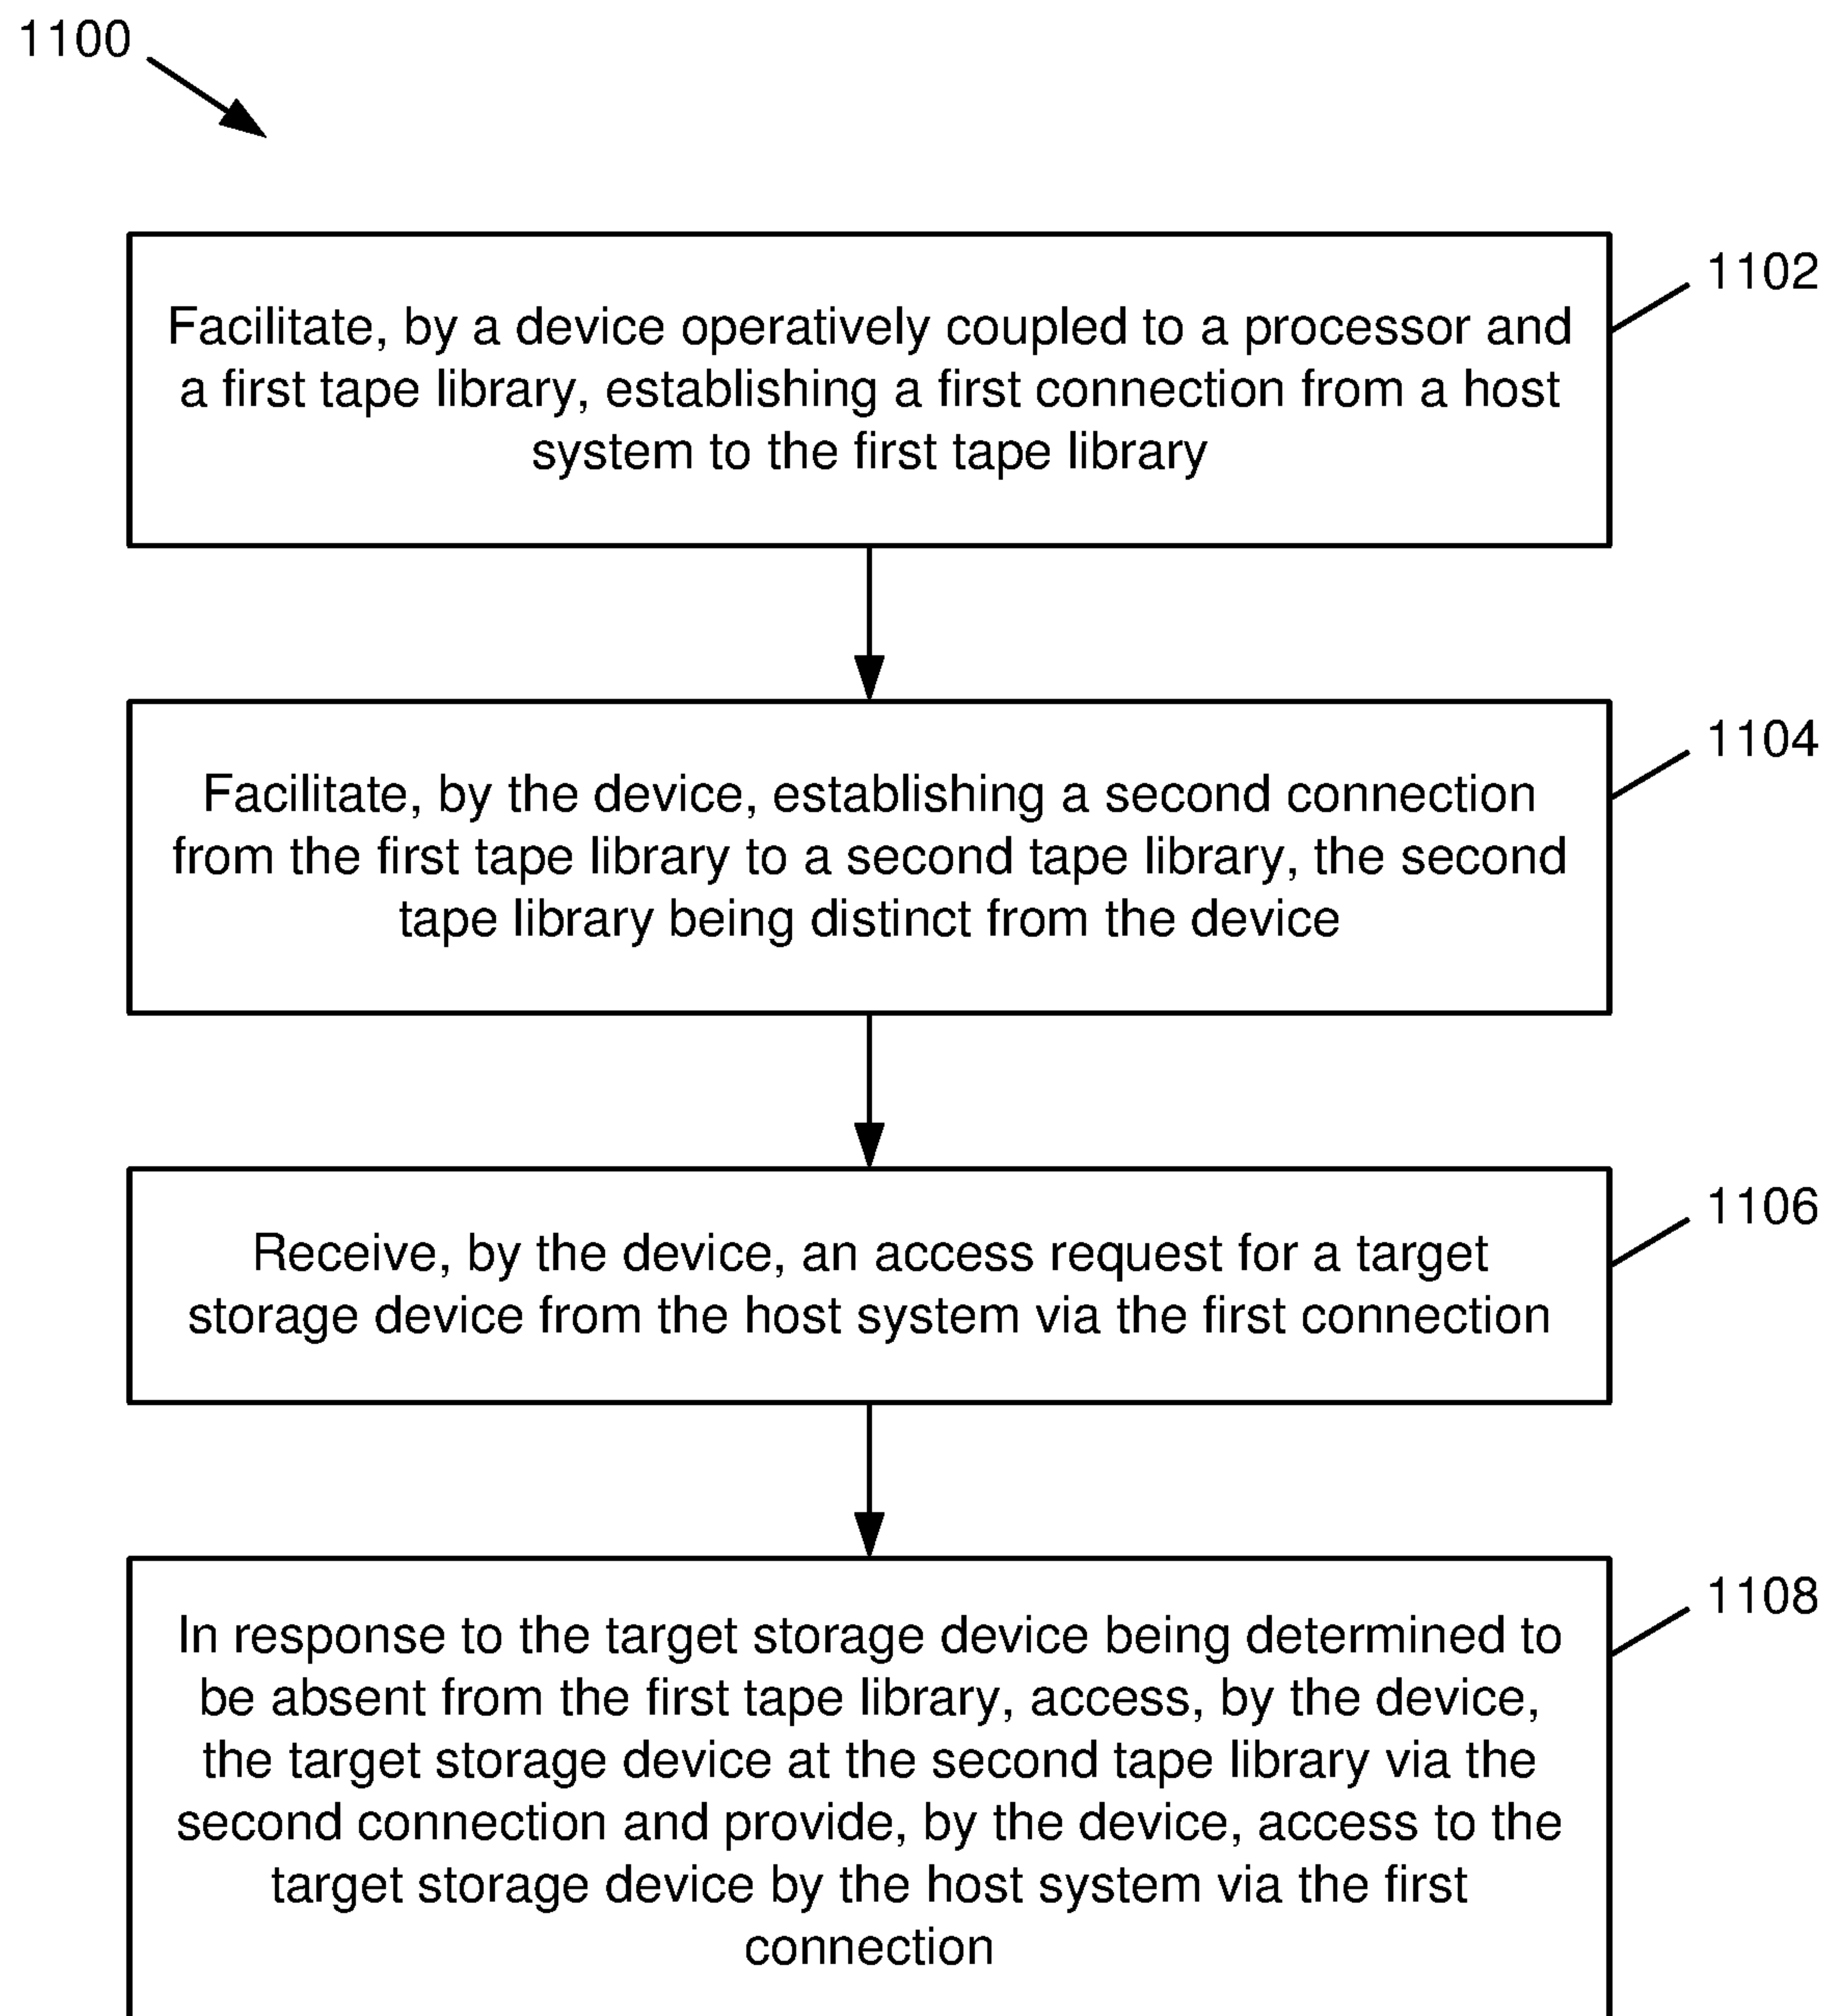 1100
1102
Facilitate, by a device operatively coupled to a processor and
a first tape library, establishing a first connection from a host
system to the first tape library
1104
Facilitate, by the device, establishing a second connection
from the first tape library to a second tape library, the second
tape library being distinct from the device
1106
Receive, by the device, an access request for a target
storage device from the host system via the first connection
1108
In response to the target storage device being determined to
be absent from the first tape library, access, by the device,
the target storage device at the second tape library via the
second connection and provide, by the device, access to the
target storage device by the host system via the first
connection